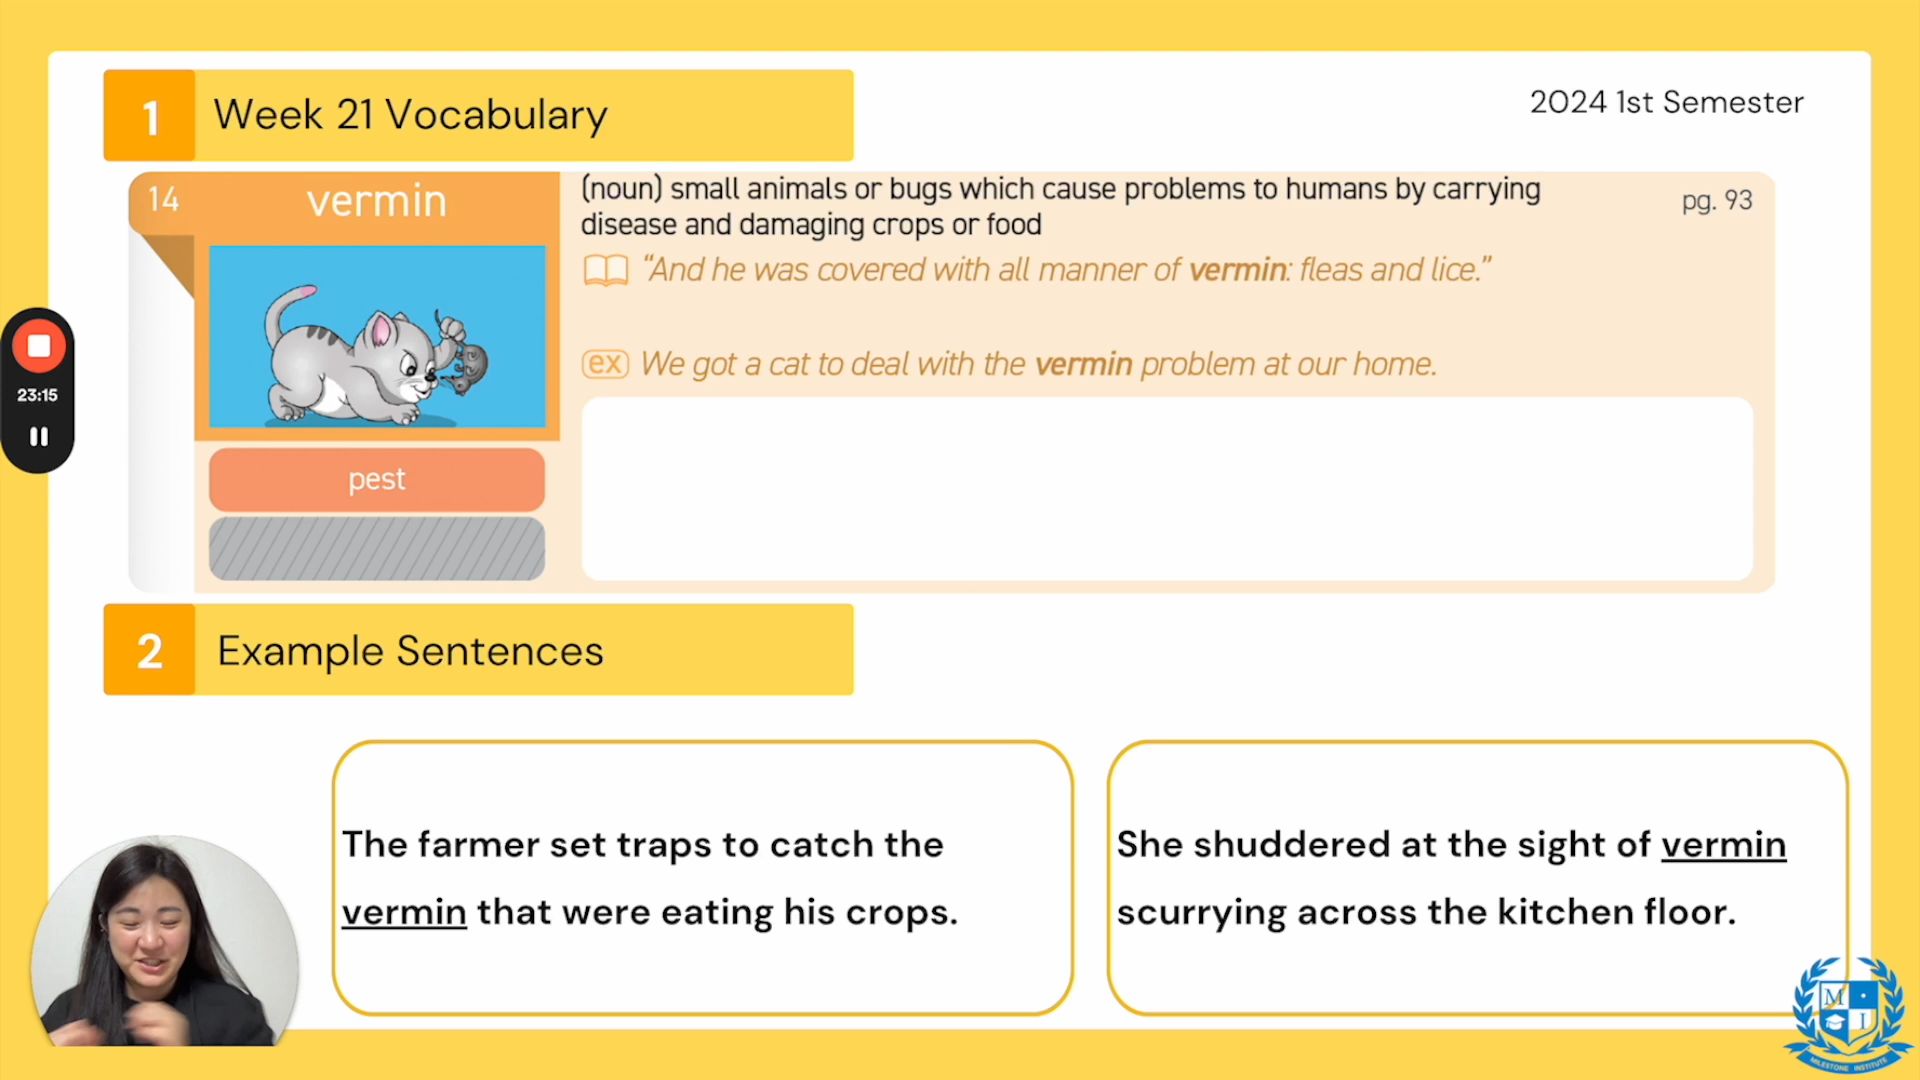 1 Week 21 Vocabulary
2024 1st Semester
14 vermin
(noun) small animals or bugs which cause problems to humans by carrying
disease and damaging crops or food
pg. 93
“And he was covered with all manner of vermin: fleas and lice.”
ex We got a cat to deal with the vermin problem at our home.
pest
23:15
2 Example Sentences
The farmer set traps to catch the
vermin that were eating his crops.
She shuddered at the sight of vermin
scurrying across the kitchen floor.
M
I
MILESTONE INSTITUTE